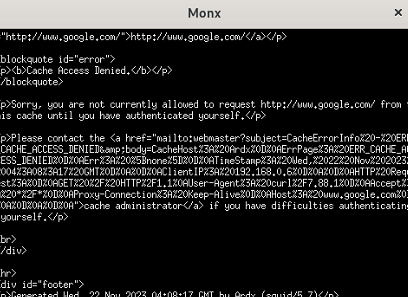 Monx
="http://www.google.com/">http://www.google.com/</a></p>
blockquote id="error">
p><b>Cache Access Denied.</b></p>
/blockquote>
p>Sorry, you are not currently allowed to request http://www.google.com/ from
his cache until you have authenticated yourself.</p>
p>Please contact the <a href="mailto:webmaster?subject=CacheErrorInfo%20-%20ERR
CACHE_ACCESS_DENIED&amp;body=CacheHost%3A%20Ardx%0D%0AErrPage%3A%20ERR_CACHE_AC
ESS_DENIED%0D%0AErr%3A%20%5Bnone%5D%0D%0ATimeStamp%3A%20Wed,%2022%20Nov%202023%
004%3A08%3A17%20GMT%0D%0A%0D%0AClientIP%3A%20192.168.0.6%0D%0A%0D%0AHTTP%20Requ
est%3A%0D%0AGET%20%2F%20HTTP%2F1.1%0AUser-Agent%3A%20curl%2F7.88.1%0D%0AAccept%3
%20*%2F*%0D%0AProxy-Connection%3A%20Keep-Alive%0D%0AHost%3A%20www.google.com%0D
0A%0D%0A%0D%0A">cache administrator</a> if you have difficulties authenticating
yourself.</p>
br>
/div>
hr>
div id="footer">
p>Generated Wed, 22 Nov 2023 04:08:17 GMT by Ardx (squid/5.7)</p>